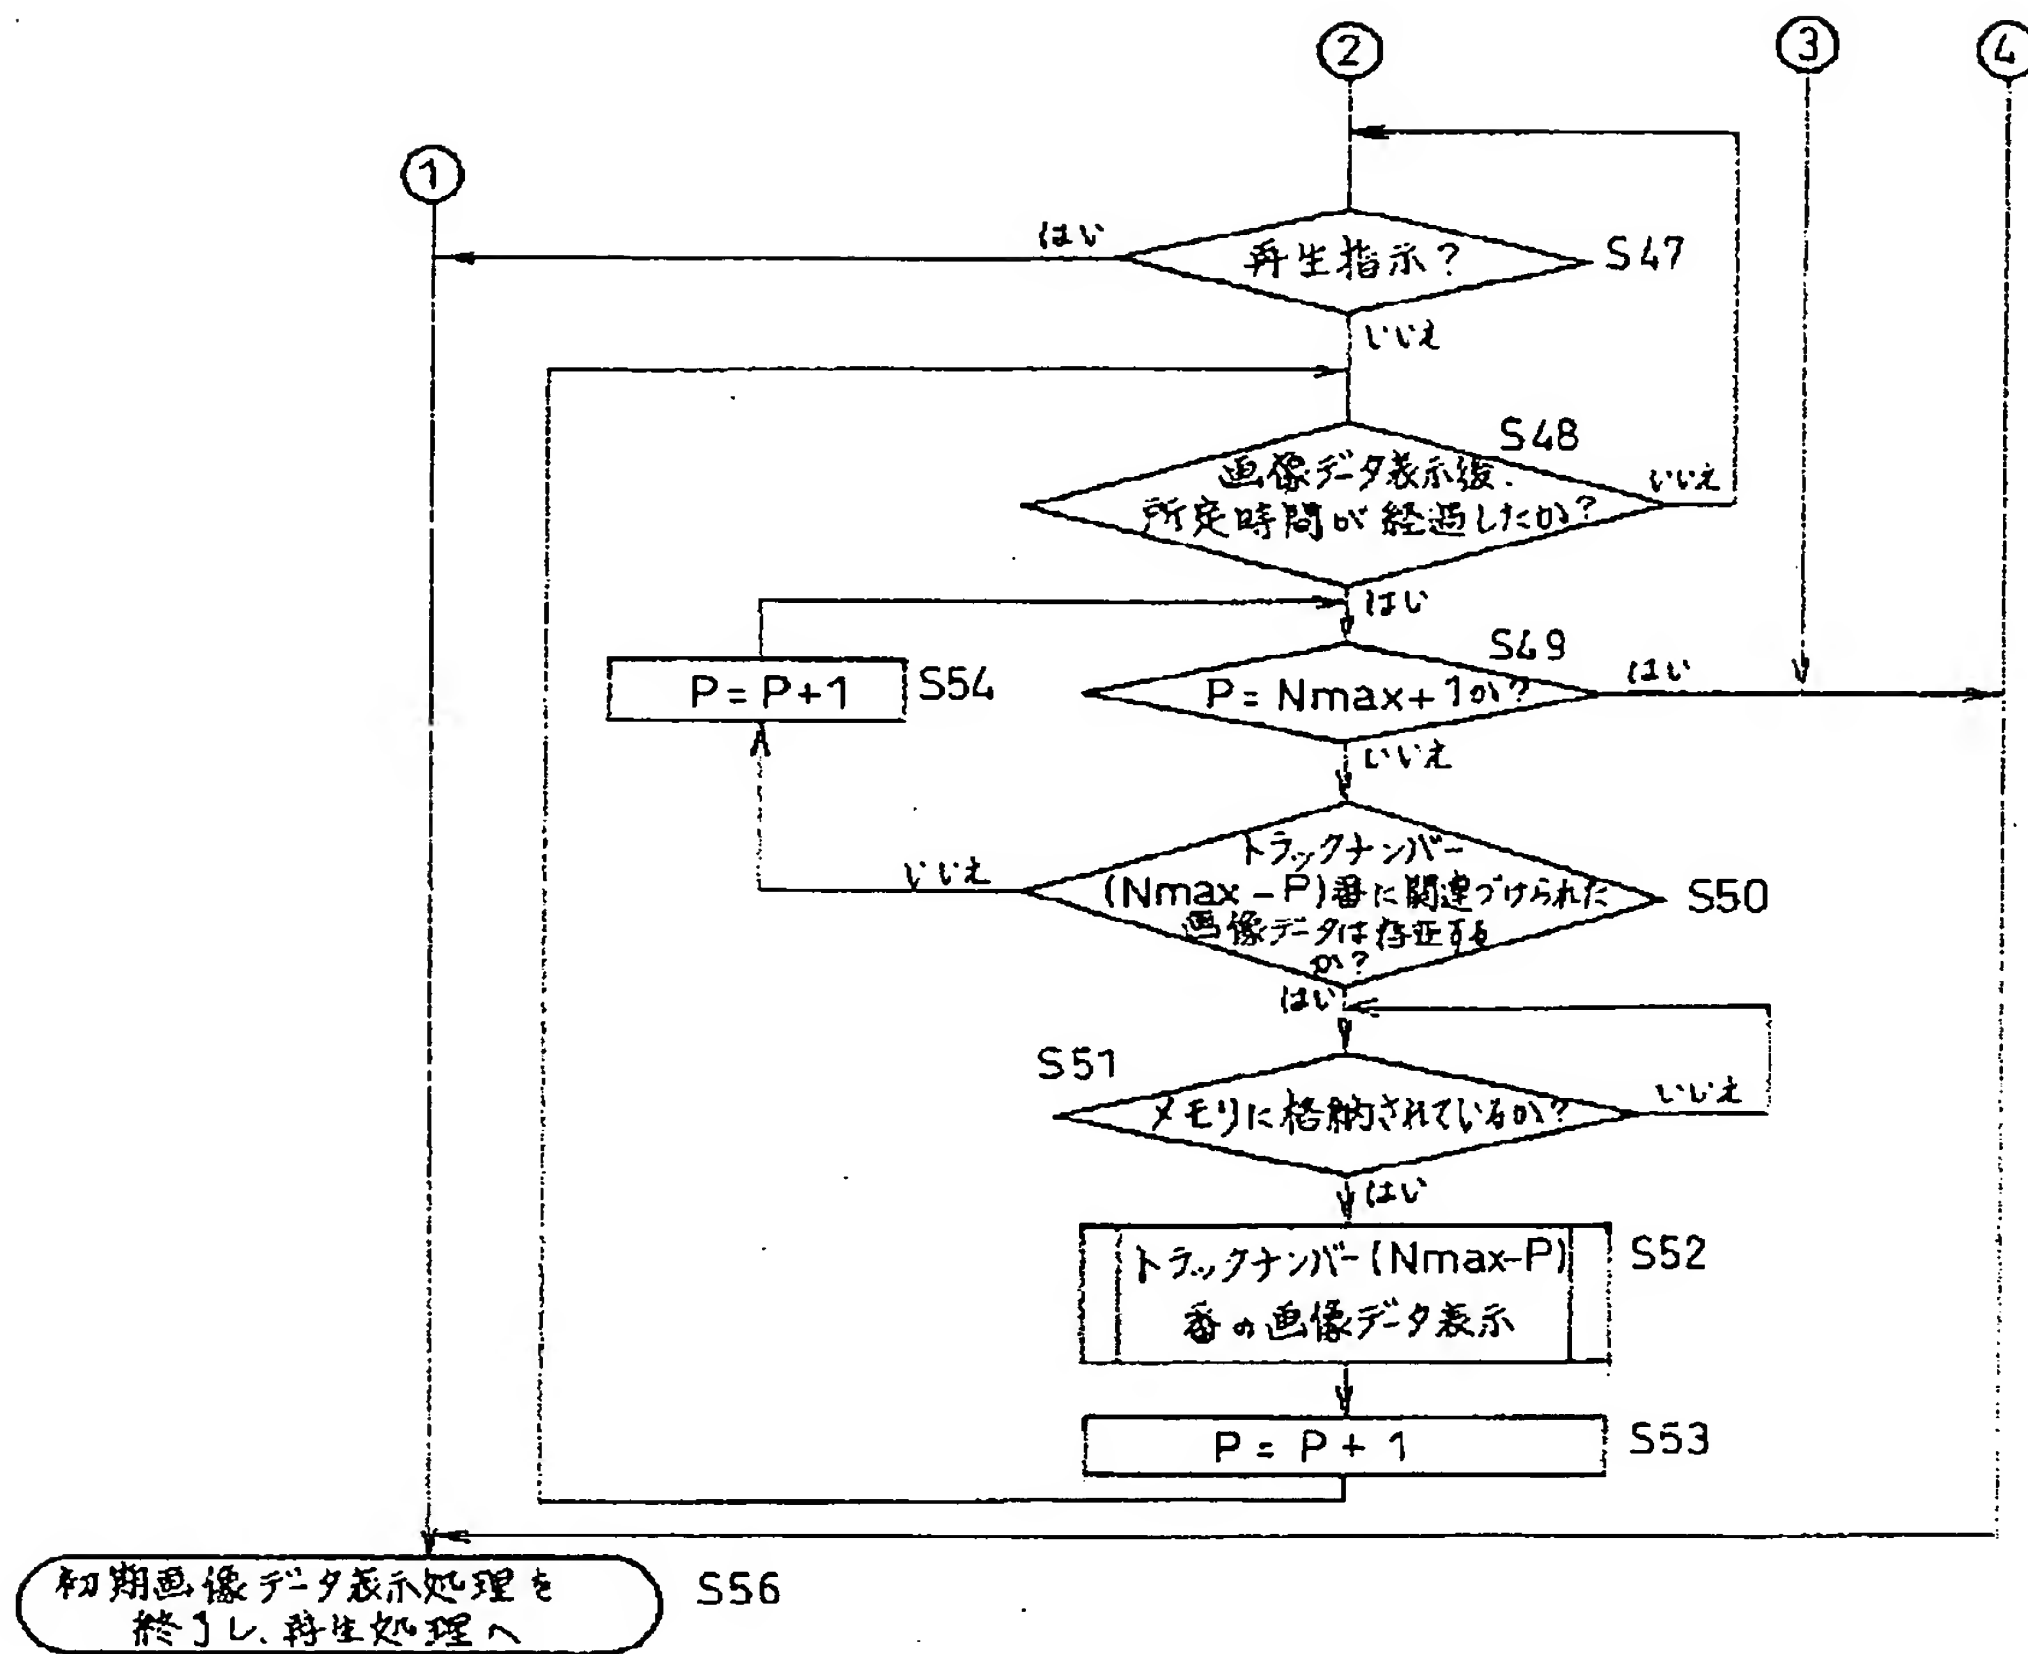 ②
③
④
①
はい
再生指示?
S47
いいえ
S48
画像データ表示後、
所定時間が経過したか?
いいえ
はい
S49
P=P+1
S54
P=Nmax+1か?
はい
いいえ
トラックナンバー
(Nmax-P)番に関連づけられた
画像データは存在する
か?
いいえ
S50
はい
S51
メモリに格納されているか?
いいえ
はい
トラックナンバー(Nmax-P)
番の画像データ表示
S52
P=P+1
S53
初期画像データ表示処理を
終了し、再生処理へ
S56